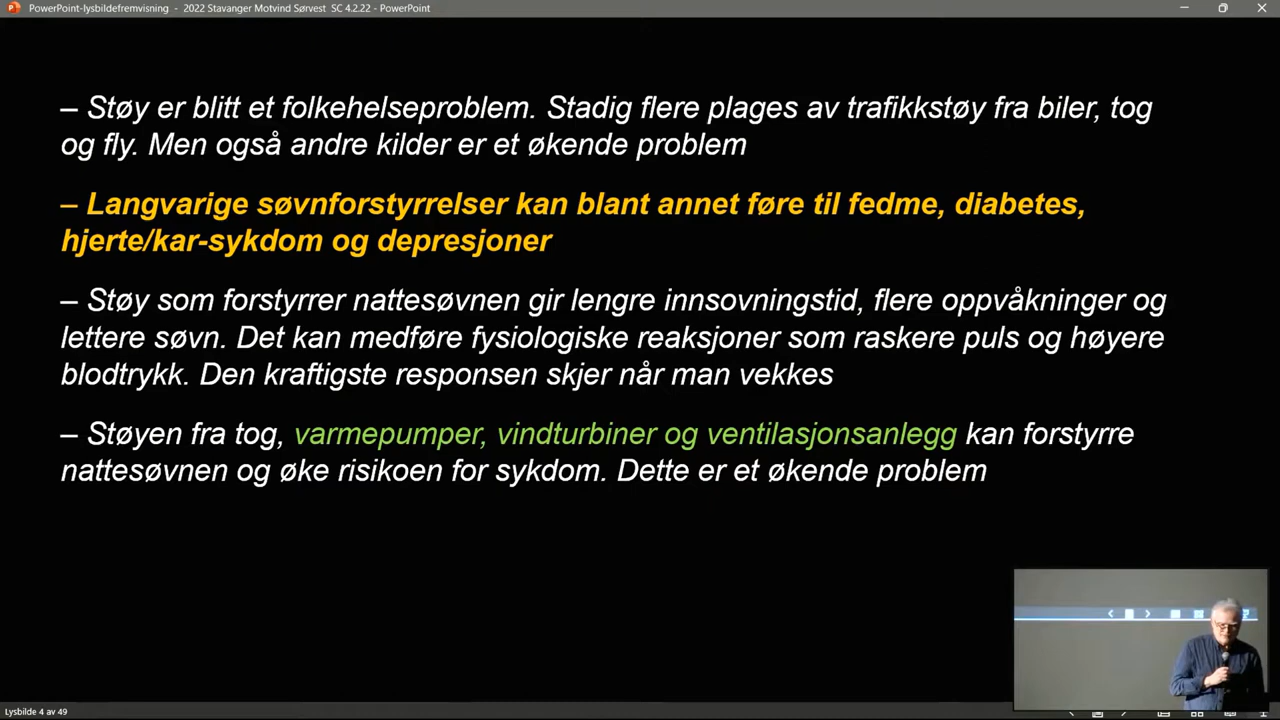 PowerPoint-lysbildefremvisning - 2022 Stavanger Motvind Sørvest SC 4.2.22 - PowerPoint
– Støy er blitt et folkehelseproblem. Stadig flere plages av trafikkstøy fra biler, tog
og fly. Men også andre kilder er et økende problem
– Langvarige søvnforstyrrelser kan blant annet føre til fedme, diabetes,
hjerte/kar-sykdom og depresjoner
– Støy som forstyrrer nattesøvnen gir lengre innsovningstid, flere oppvåkninger og
lettere søvn. Det kan medføre fysiologiske reaksjoner som raskere puls og høyere
blodtrykk. Den kraftigste responsen skjer når man vekkes
– Støyen fra tog, varmepumper, vindturbiner og ventilasjonsanlegg kan forstyrre
nattesøvnen og øke risikoen for sykdom. Dette er et økende problem
Lysbilde 4 av 49